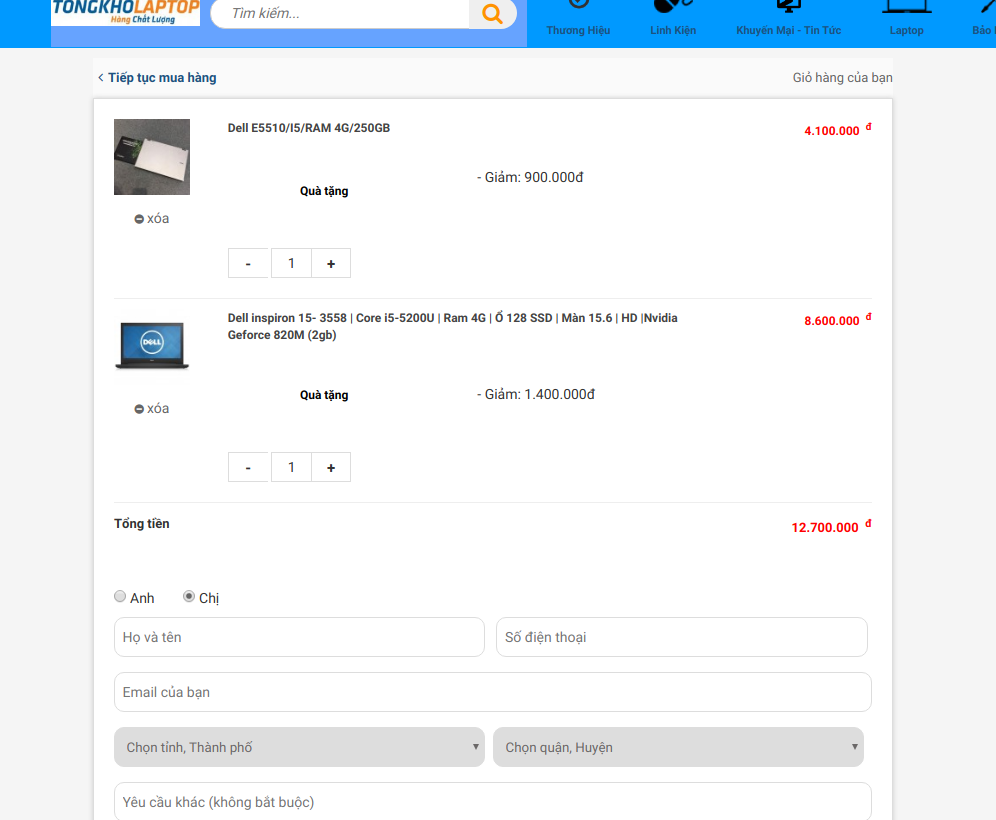 TONGKHOLAPTOP
Hàng Chất Lượng
Tìm kiếm...
Thương Hiệu
Linh Kiện
Khuyến Mại - Tin Tức
Laptop
Bảo
Tiếp tục mua hàng
Giỏ hàng của bạn
Dell E5510/I5/RAM 4G/250GB
4.100.000 đ
- Giảm: 900.000đ
Quà tặng
xóa
- 1 +
Dell inspiron 15- 3558 | Core i5-5200U | Ram 4G | Ổ 128 SSD | Màn 15.6 | HD |Nvidia
Geforce 820M (2gb)
8.600.000 đ
DELL
Quà tặng
- Giảm: 1.400.000đ
xóa
- 1 +
Tổng tiền
12.700.000 đ
Anh
Chị
Họ và tên
Số điện thoại
Email của bạn
Chọn tỉnh, Thành phố
Chọn quận, Huyện
Yêu cầu khác (không bắt buộc)